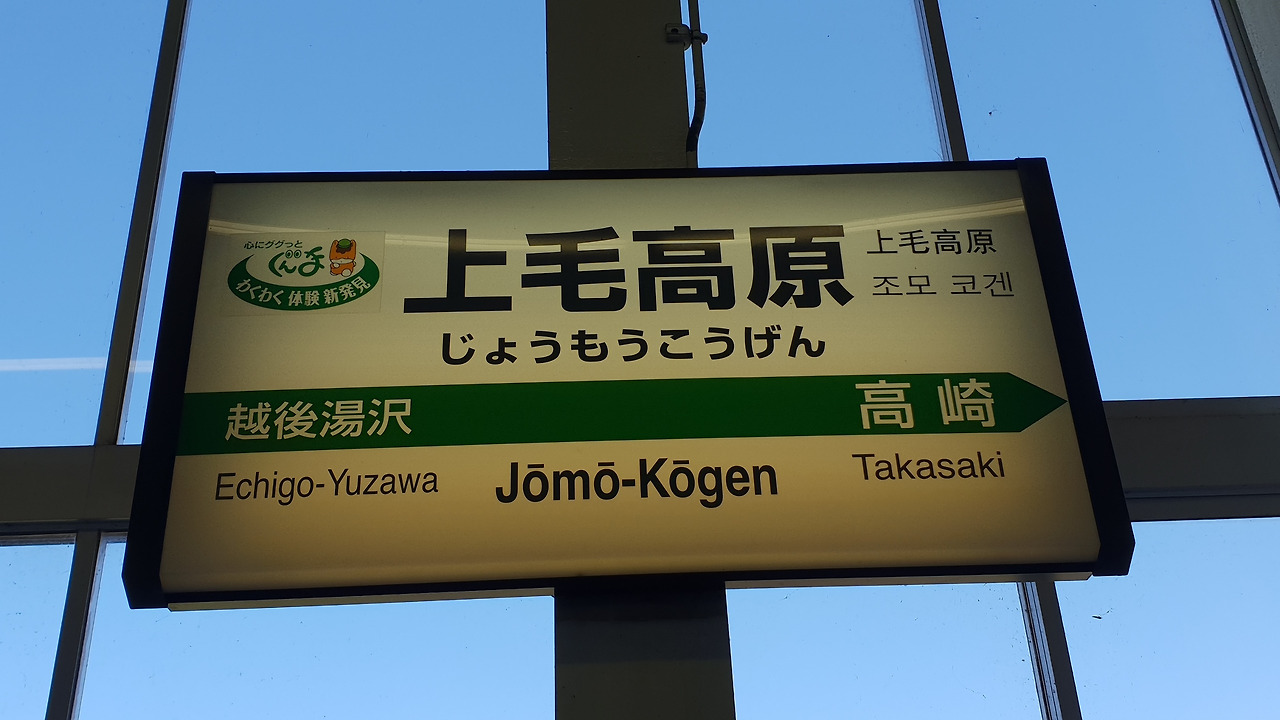 心にググっと
ぐんま
わくわく 体験 新発見
上毛高原
じょうもうこうげん
上毛高原
조모 코겐
越後湯沢
高崎
Echigo-Yuzawa
Jōmō-Kōgen
Takasaki